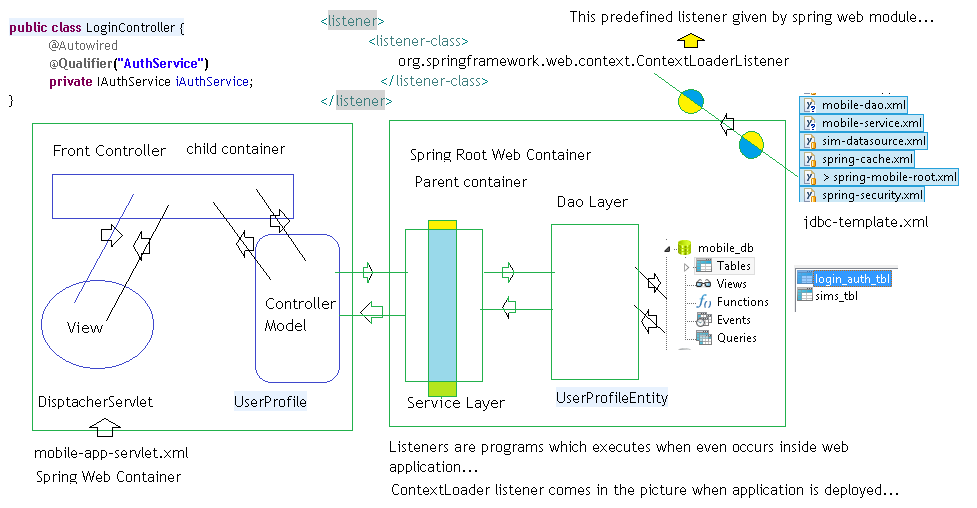 public class LoginController {
@Autowired
@Qualifier("AuthService")
private IAuthService iAuthService;
}
<listener>
<listener-class>
org.springframework.web.context.ContextLoaderListener
</listener-class>
</listener>
This predefined listener given by spring web module...
mobile-dao.xml
mobile-service.xml
sim-datasource.xml
spring-cache.xml
> spring-mobile-root.xml
spring-security.xml
jdbc-template.xml
Front Controller
child container
View
Controller
Model
DisptacherServlet
UserProfile
mobile-app-servlet.xml
Spring Web Container
Spring Root Web Container
Parent container
Dao Layer
Service Layer
UserProfileEntity
mobile_db
Tables
Views
Functions
Events
Queries
login_auth_tbl
sims_tbl
Listeners are programs which executes when even occurs inside web
application...
ContextLoader listener comes in the picture when application is deployed...